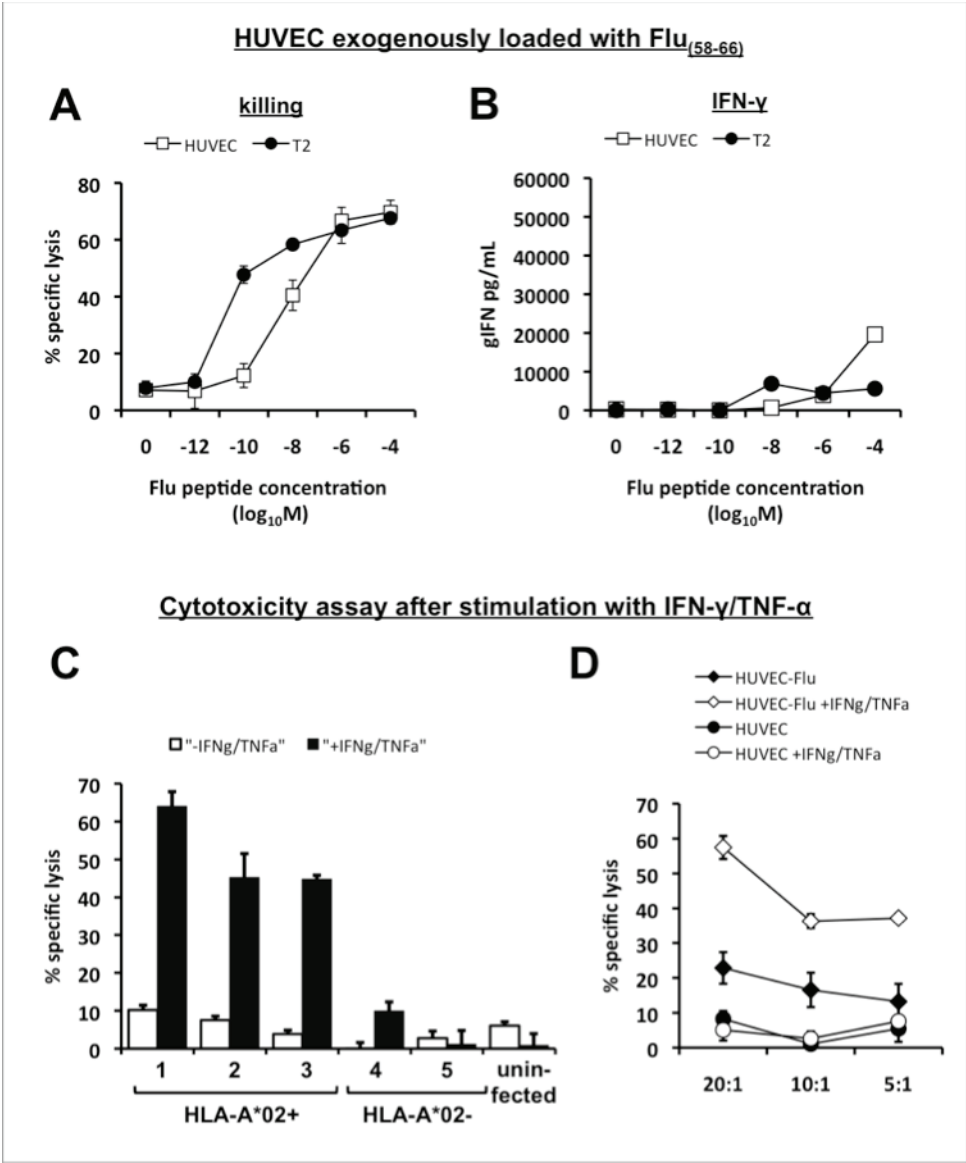 HUVEC exogenously loaded with Flu(58-66)
A
killing
HUVEC T2
80
60
40
20
0
% specific lysis
0 -12 -10 -8 -6 -4
Flu peptide concentration
(log10M)
B
IFN-γ
HUVEC T2
60000
50000
40000
30000
20000
10000
0
gIFN pg/mL
0 -12 -10 -8 -6 -4
Flu peptide concentration
(log10M)
Cytotoxicity assay after stimulation with IFN-γ/TNF-α
C
"-IFNg/TNFa" "+IFNg/TNFa"
70
60
50
40
30
20
10
0
% specific lysis
1 2 3 4 5 unin-
fected
HLA-A*02+ HLA-A*02-
D
HUVEC-Flu
HUVEC-Flu +IFNg/TNFa
HUVEC
HUVEC +IFNg/TNFa
70
60
50
40
30
20
10
0
% specific lysis
20:1 10:1 5:1